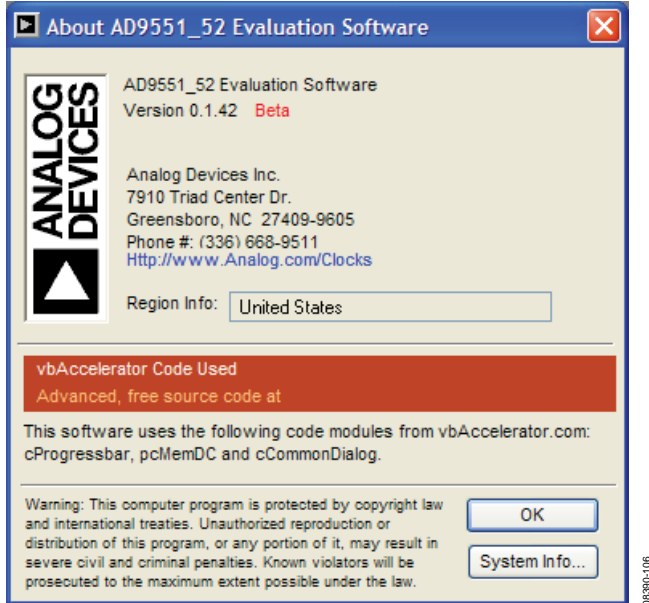 About AD9551_52 Evaluation Software
ANALOG
DEVICES
AD9551_52 Evaluation Software
Version 0.1.42 Beta
Analog Devices Inc.
7910 Triad Center Dr.
Greensboro, NC 27409-9605
Phone #: (336) 668-9511
Http://www.Analog.com/Clocks
Region Info: United States
vbAccelerator Code Used
Advanced, free source code at
This software uses the following code modules from vbAccelerator.com:
cProgressbar, pcMemDC and cCommonDialog.
Warning: This computer program is protected by copyright law
and international treaties. Unauthorized reproduction or
distribution of this program, or any portion of it, may result in
severe civil and criminal penalties. Known violators will be
prosecuted to the maximum extent possible under the law.
OK
System Info...
08390-106